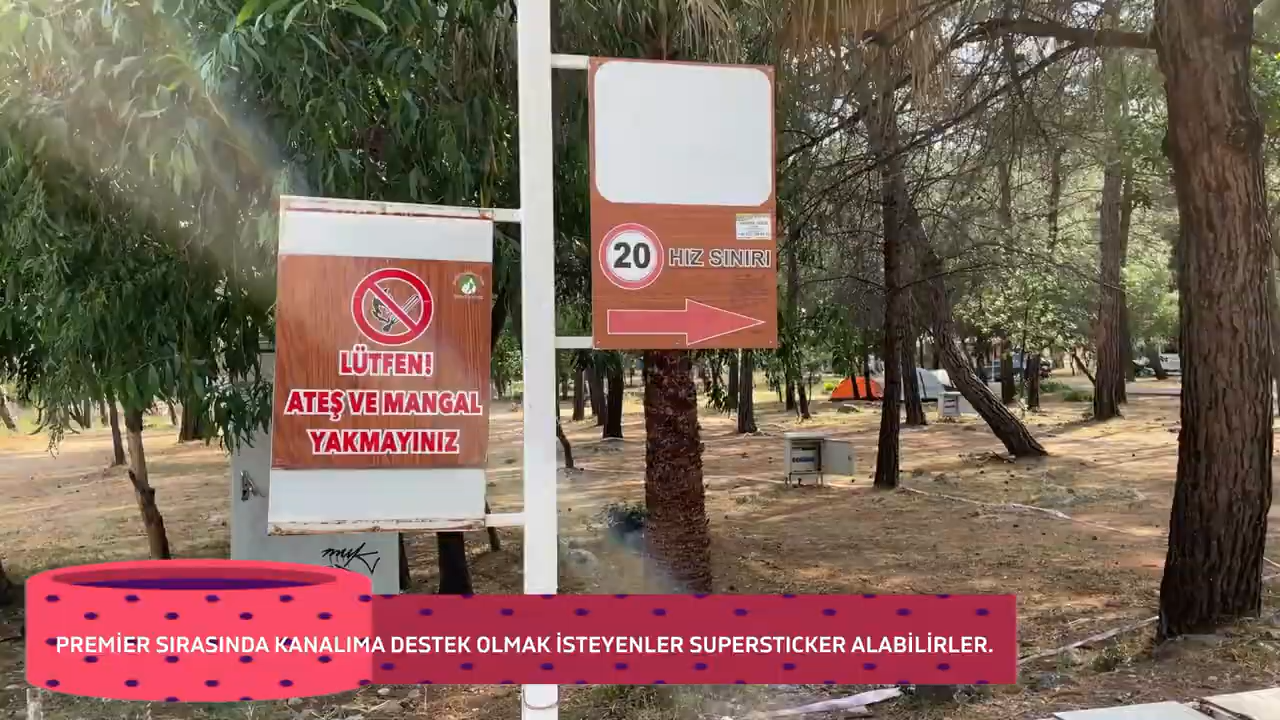 20 HIZ SINIRI
LÜTFEN!
ATEŞ VE MANGAL
YAKMAYINIZ
PREMİER SIRASINDA KANALIMA DESTEK OLMAK İSTEYENLER SUPERSTICKER ALABİLİRLER.